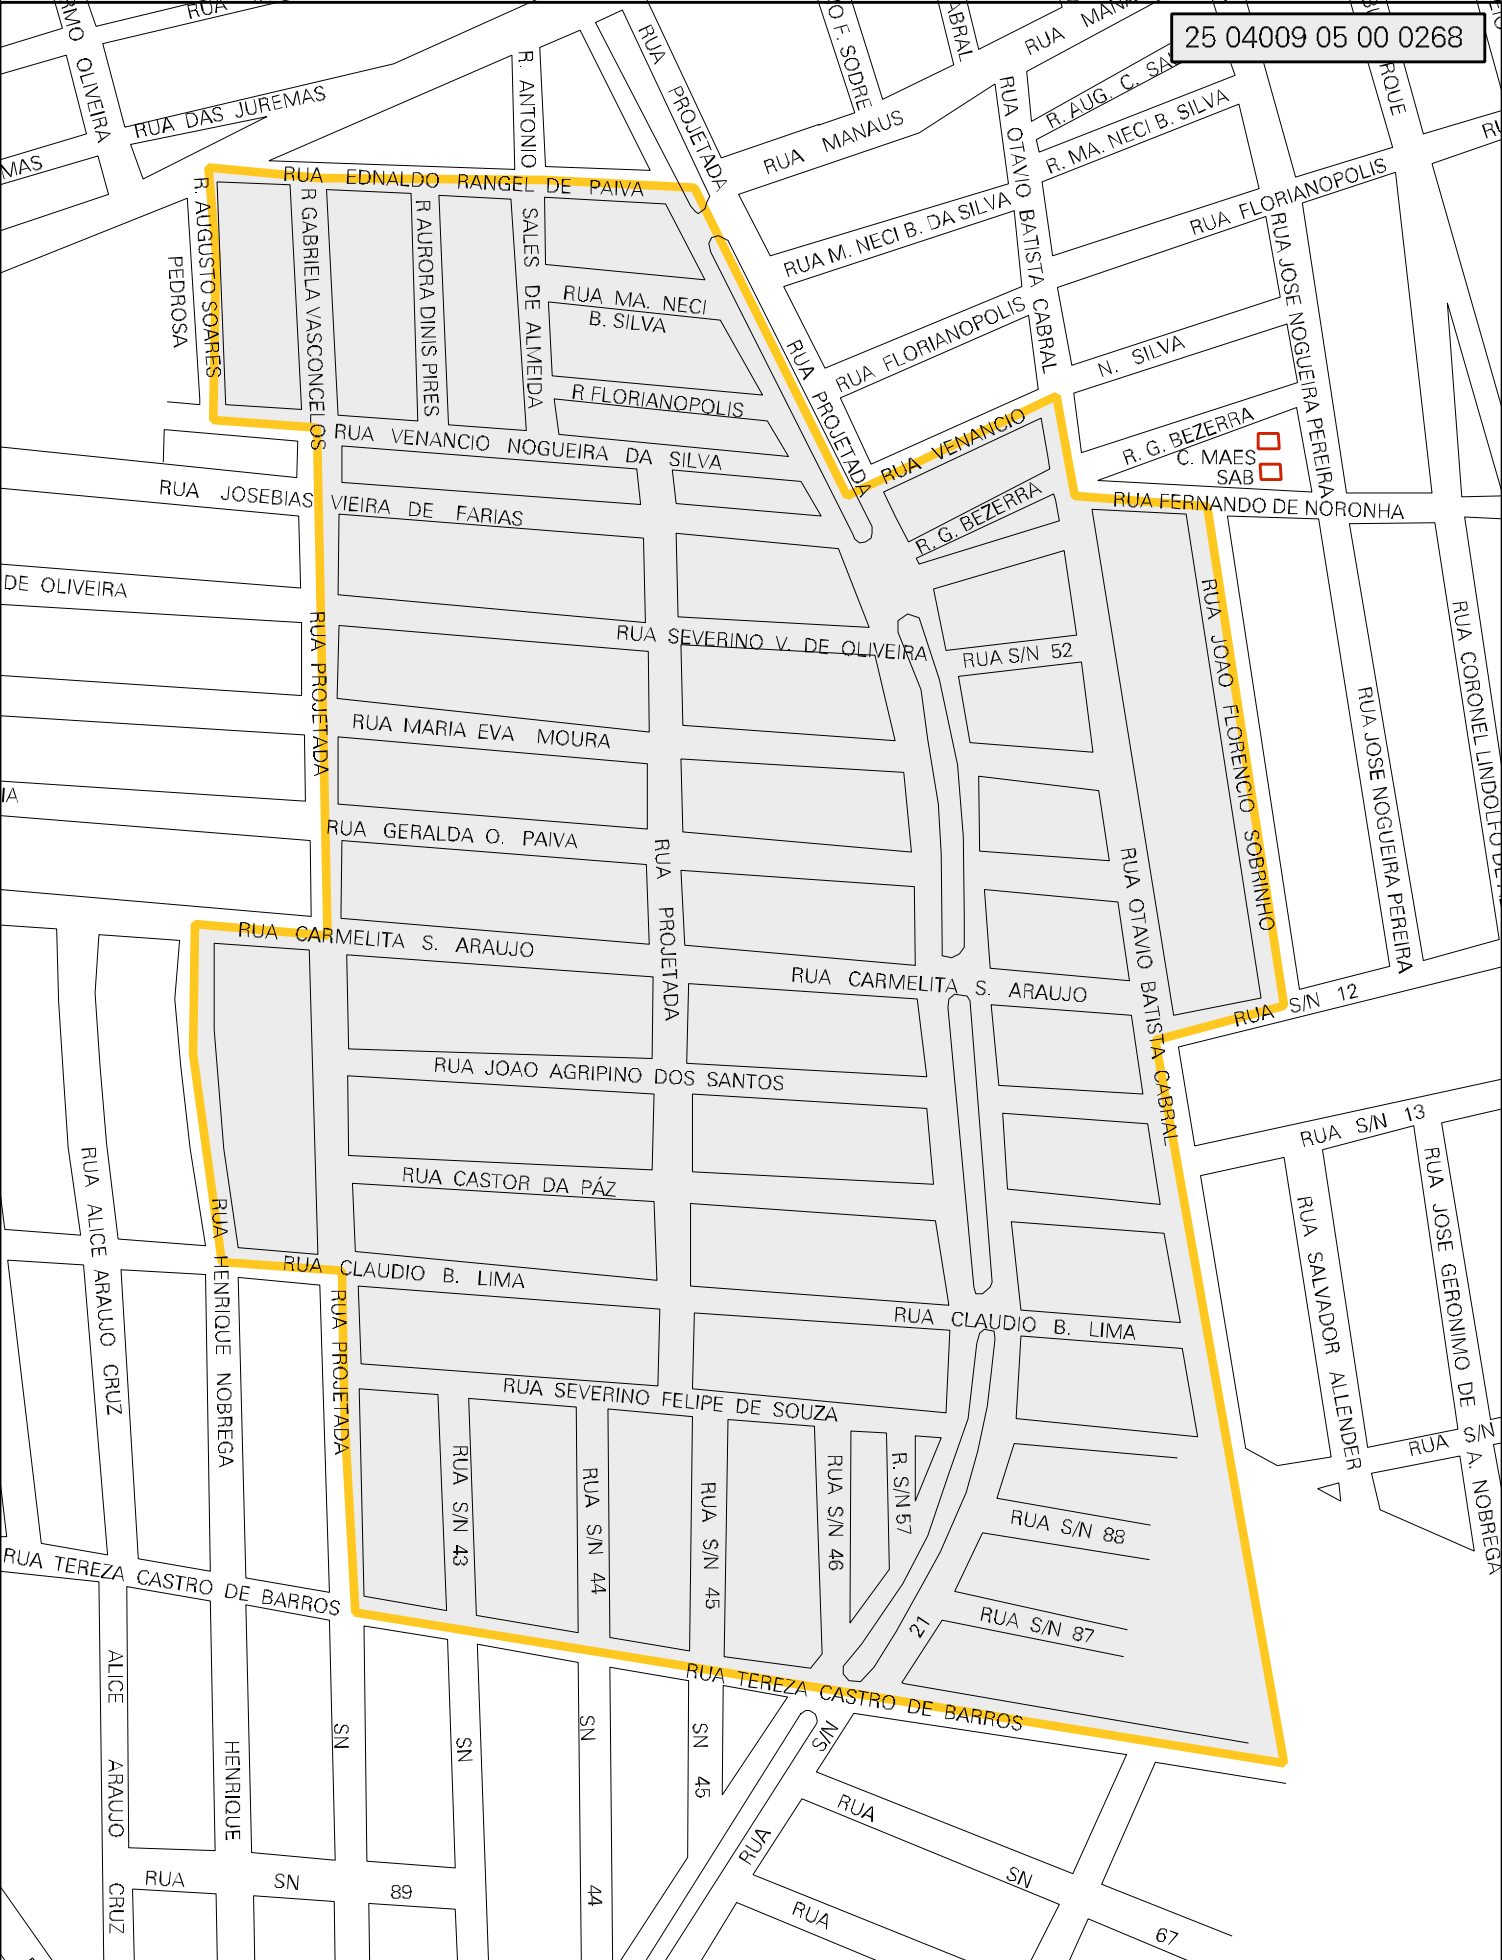 25 04009 05 00 0268
RUA
OLIVEIRA
RUA DAS JUREMAS
MAS
R. ANTONIO
SALES DE ALMEIDA
RUA PROJETADA
F. SODRE
RUA MANAUS
RUA
RUA OTAVIO BATISTA CABRAL
R. AUG. C.
R. MA. NECI B. SILVA
RUA M. NECI B. DA SILVA
RUA FLORIANOPOLIS
RUA FLORIANOPOLIS
RUA JOSE NOGUEIRA PEREIRA
RUA EDNALDO RANGEL DE PAIVA
R. AUGUSTO SOARES
PEDROSA
R GABRIELA VASCONCELOS
R AURORA DINIS PIRES
RUA MA. NECI
B. SILVA
R FLORIANOPOLIS
RUA PROJETADA
N. SILVA
R. G. BEZERRA
C. MAES
SAB
RUA VENANCIO
RUA VENANCIO NOGUEIRA DA SILVA
R. G. BEZERRA
RUA FERNANDO DE NORONHA
RUA JOSEBIAS VIEIRA DE FARIAS
DE OLIVEIRA
RUA PROJETADA
RUA SEVERINO V. DE OLIVEIRA
RUA S/N 52
RUA JOAO FLORENCIO SOBRINHO
RUA JOSE NOGUEIRA PEREIRA
RUA CORONEL LINDOLFO
RUA MARIA EVA MOURA
IA
RUA GERALDA O. PAIVA
RUA PROJETADA
RUA OTAVIO BATISTA CABRAL
RUA CARMELITA S. ARAUJO
RUA CARMELITA S. ARAUJO
RUA S/N 12
RUA JOAO AGRIPINO DOS SANTOS
RUA S/N 13
RUA CASTOR DA PÁZ
RUA ALICE ARAUJO CRUZ
RUA HENRIQUE NOBREGA
RUA CLAUDIO B. LIMA
RUA PROJETADA
RUA CLAUDIO B. LIMA
RUA SALVADOR ALLENDER
RUA JOSE GERONIMO DE A. NOBREGA
RUA SEVERINO FELIPE DE SOUZA
RUA S/N
RUA S/N 43
RUA S/N 44
RUA S/N 45
RUA S/N 46
R. S/N 57
RUA S/N 88
RUA S/N 87
RUA TEREZA CASTRO DE BARROS
RUA TEREZA CASTRO DE BARROS
RUA S/N 21
ALICE ARAUJO CRUZ
HENRIQUE
SN
SN
SN 44
SN 45
RUA SN 89
RUA SN
RUA 67